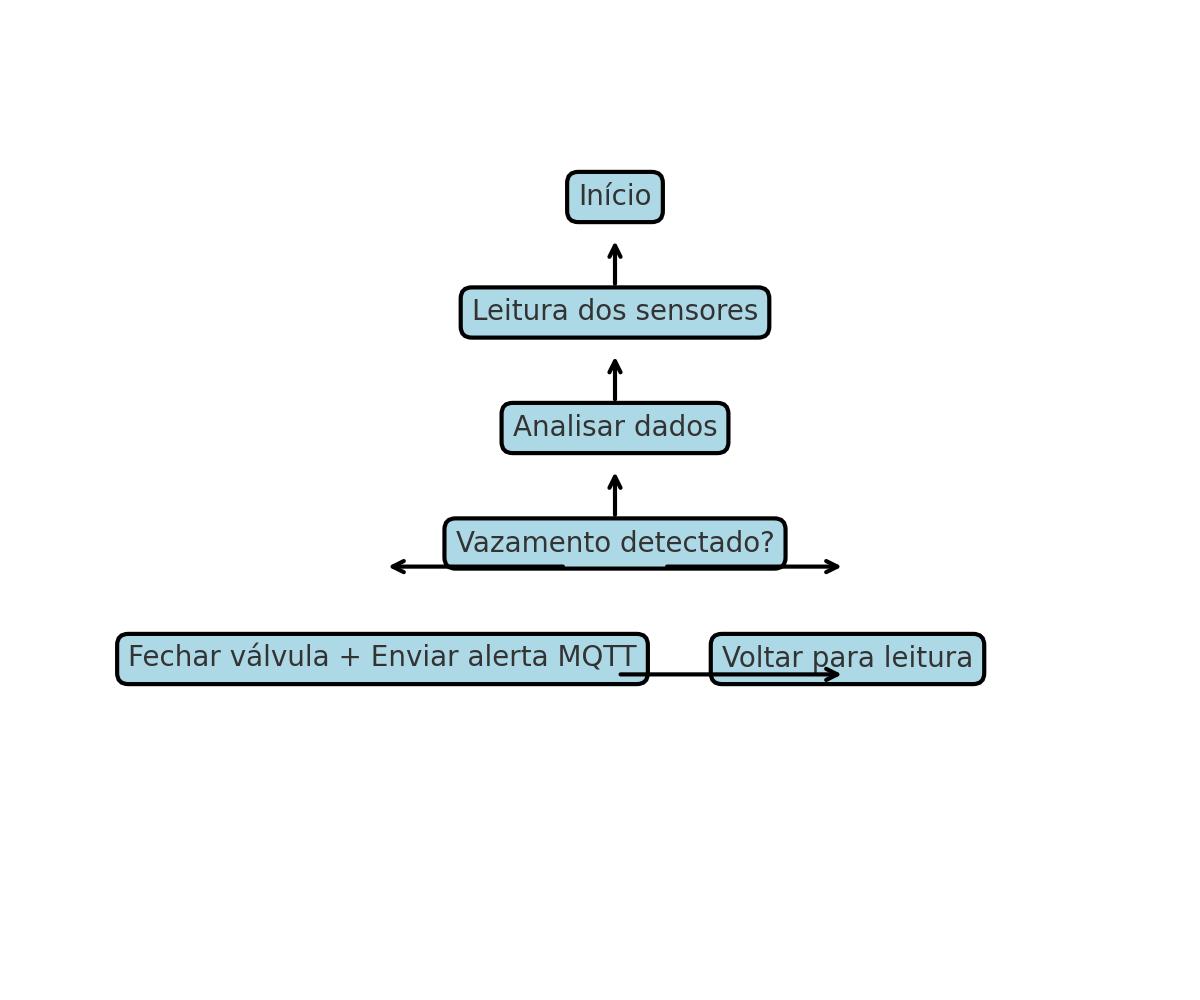 Início
Leitura dos sensores
Analisar dados
Vazamento detectado?
Fechar válvula + Enviar alerta MQTT
Voltar para leitura